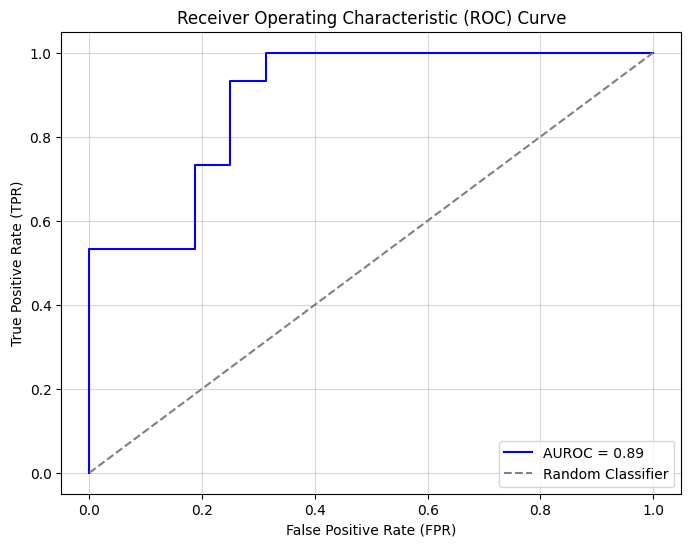 Receiver Operating Characteristic (ROC) Curve
1.0
0.8
0.6
0.4
0.2
0.0
True Positive Rate (TPR)
0.0 0.2 0.4 0.6 0.8 1.0
False Positive Rate (FPR)
AUROC = 0.89
Random Classifier